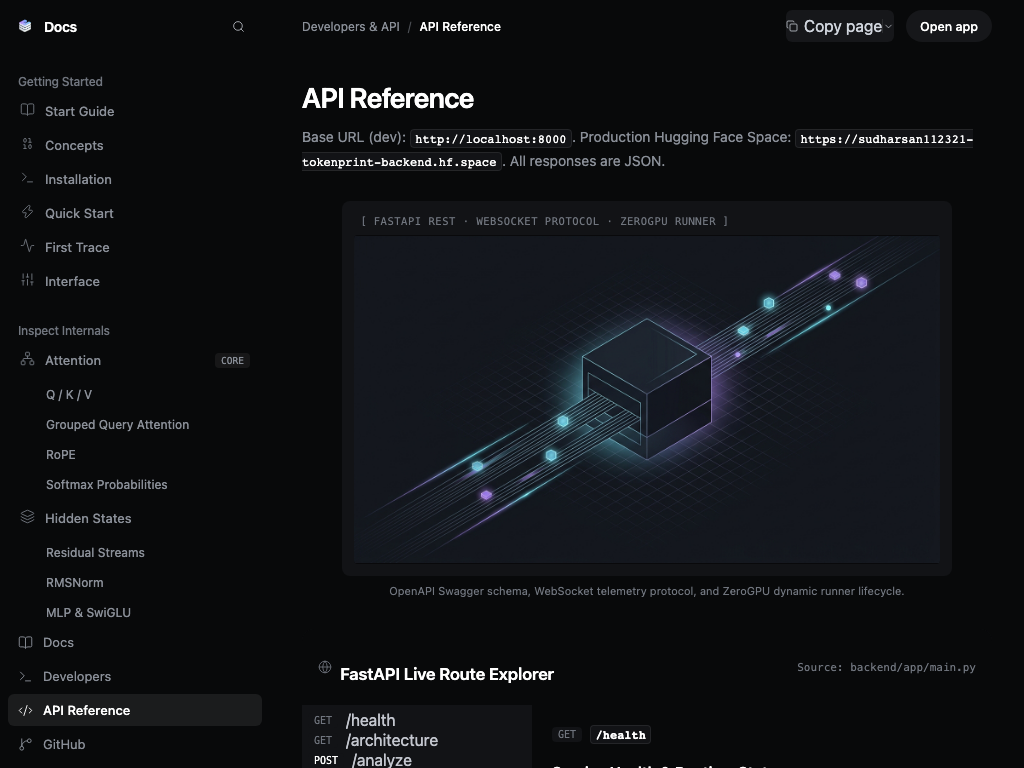 Docs
Developers & API / API Reference
Copy page
Open app
Getting Started
Start Guide
Concepts
Installation
Quick Start
First Trace
Interface
Inspect Internals
Attention CORE
Q / K / V
Grouped Query Attention
RoPE
Softmax Probabilities
Hidden States
Residual Streams
RMSNorm
MLP & SwiGLU
Docs
Developers
API Reference
GitHub
API Reference
Base URL (dev): http://localhost:8000 . Production Hugging Face Space: https://sudharsan112321-
tokenprint-backend.hf.space . All responses are JSON.
[ FASTAPI REST · WEBSOCKET PROTOCOL · ZEROGPU RUNNER ]
OpenAPI Swagger schema, WebSocket telemetry protocol, and ZeroGPU dynamic runner lifecycle.
FastAPI Live Route Explorer
Source: backend/app/main.py
GET /health
GET /architecture
POST /analyze
GET /health